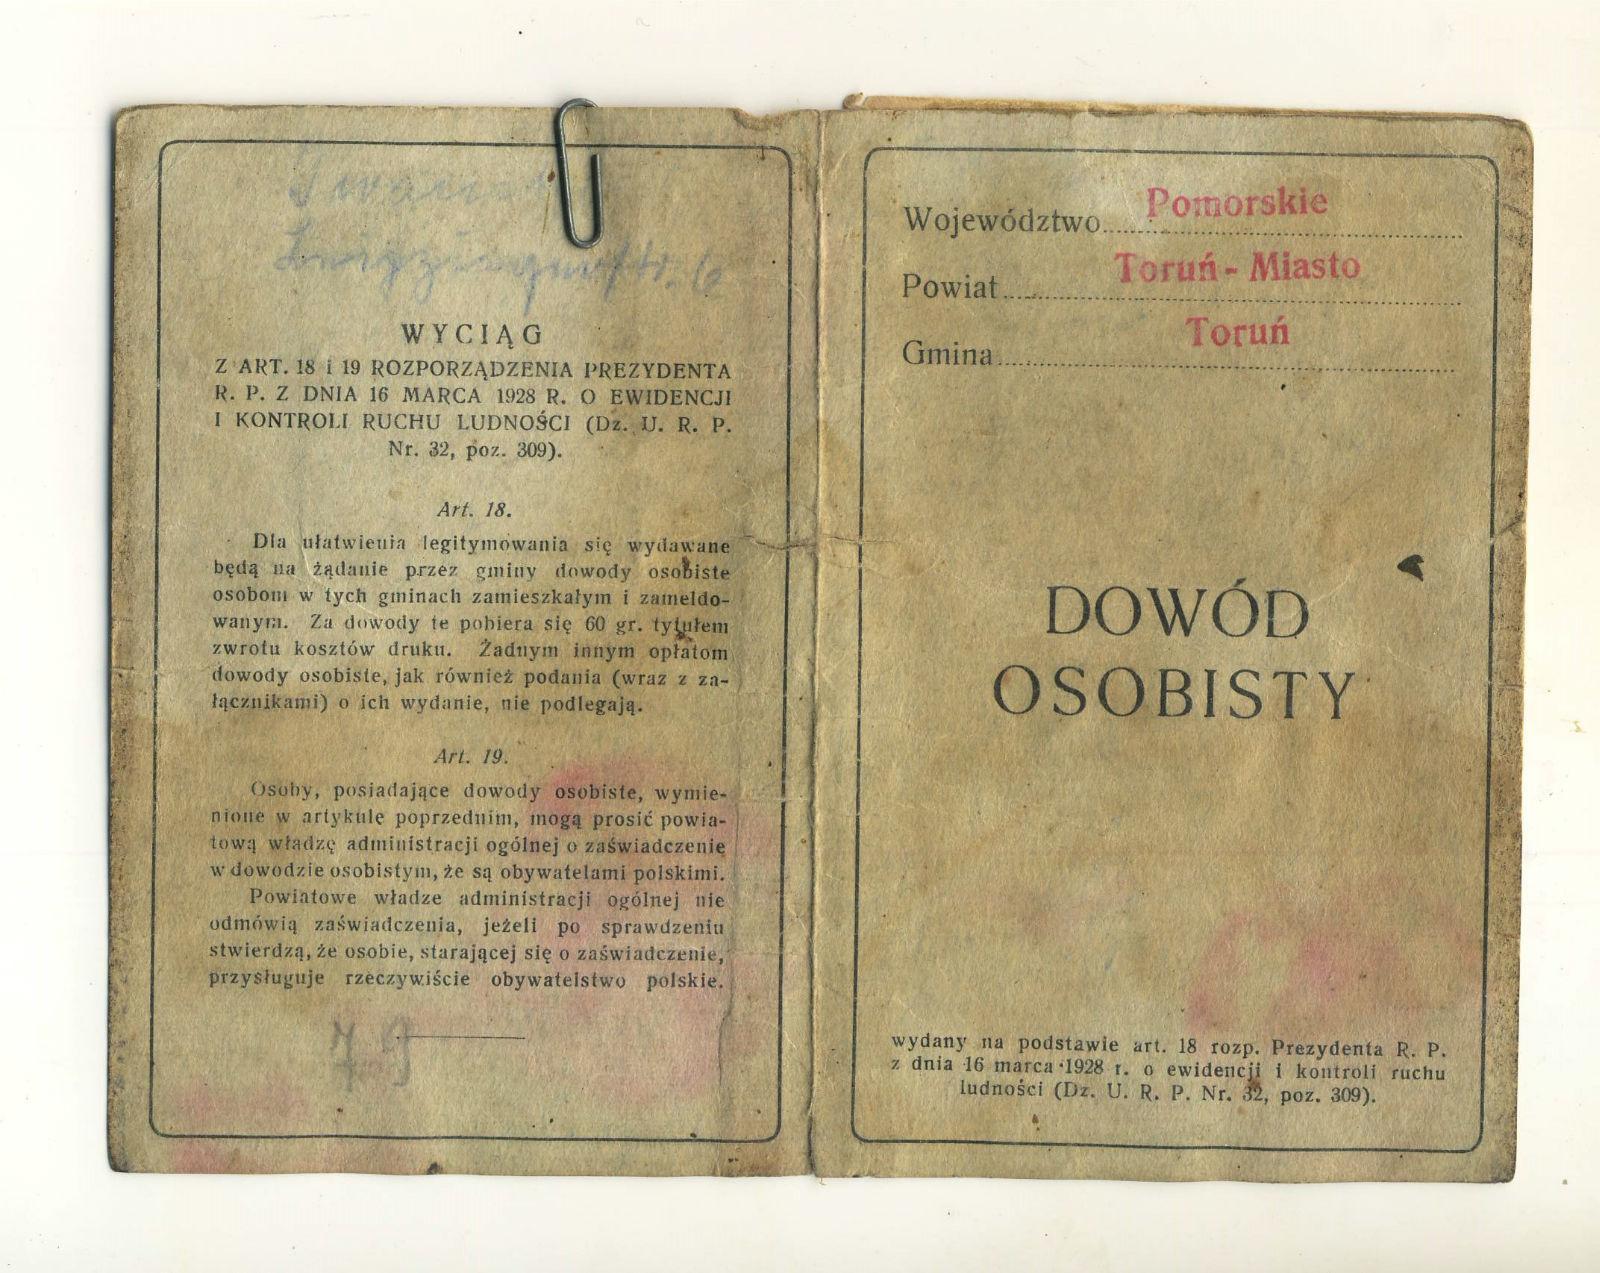 WYCIĄG
Z ART. 18 i 19 ROZPORZĄDZENIA PREZYDENTA
R. P. Z DNIA 16 MARCA 1928 R. O EWIDENCJI
I KONTROLI RUCHU LUDNOŚCI (Dz. U. R. P.
Nr. 32, poz. 309).
Art. 18.
Dla ułatwienia legitymowania się wydawane
będą na żądanie przez gminy dowody osobiste
osobom w tych gminach zamieszkałym i zameldo-
wanym. Za dowody te pobiera się 60 gr. tytułem
zwrotu kosztów druku. Żadnym innym opłatom
dowody osobiste, jak również podania (wraz z za-
łącznikami) o ich wydanie, nie podlegają.
Art. 19.
Osoby, posiadające dowody osobiste, wymie-
nione w artykule poprzednim, mogą prosić powia-
tową władzę administracji ogólnej o zaświadczenie
w dowodzie osobistym, że są obywatelami polskimi.
Powiatowe władze administracji ogólnej nie
odmówią zaświadczenia, jeżeli po sprawdzeniu
stwierdzą, że osobie, starającej się o zaświadczenie,
przysługuje rzeczywiście obywatelstwo polskie.
Województwo Pomorskie
Powiat Toruń - Miasto
Gmina Toruń
DOWÓD
OSOBISTY
wydany na podstawie art. 18 rozp. Prezydenta R. P.
z dnia 16 marca 1928 r. o ewidencji i kontroli ruchu
ludności (Dz. U. R. P. Nr. 32, poz. 309).